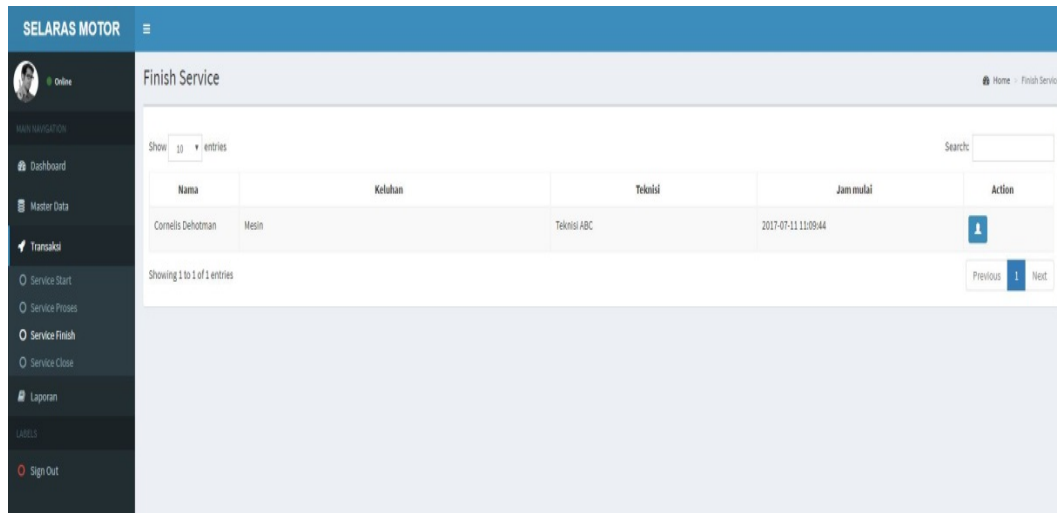 SELARAS MOTOR
Online
MAIN NAVIGATION
Dashboard
Master Data
Transaksi
Service Start
Service Proses
Service Finish
Service Close
Laporan
LABELS
Sign Out
Finish Service
Home > Finish Servic
Show 10 entries
Search:
Nama Keluhan Teknisi Jam mulai Action
Cornelis Dehotman Mesin Teknisi ABC 2017-07-11 11:09:44
Showing 1 to 1 of 1 entries
Previous 1 Next